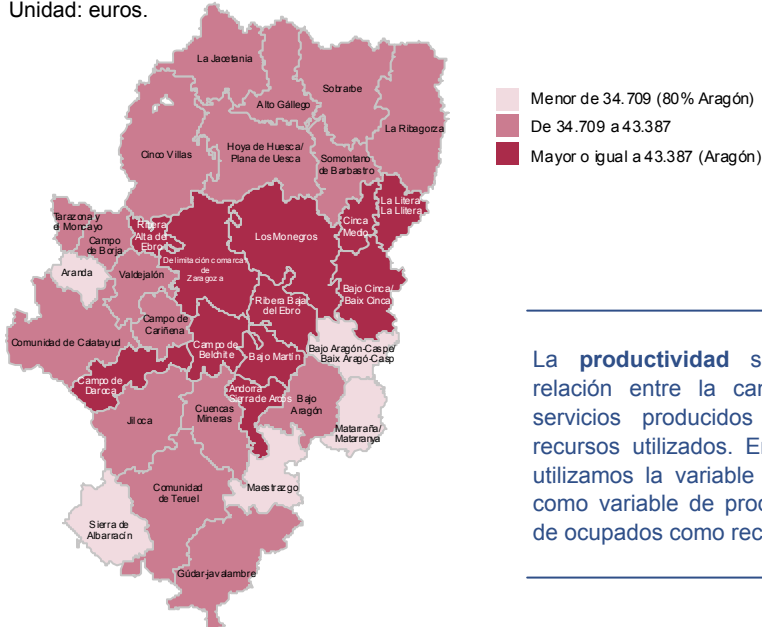 Unidad: euros.
La Jacetania
Alto Gállego
Sobrarbe
La Ribagorza
Cinco Villas
Hoya de Huesca/
Plana de Uesca
Somontano
de Barbastro
Menor de 34.709 (80% Aragón)
De 34.709 a 43.387
Mayor o igual a 43.387 (Aragón)
Tarazona y
el Moncayo
Campo
de Borja
Ribera
Alta del
Ebro
Delimitación comarcal
de
Zaragoza
Los Monegros
Cinca
Medio
La Litera/
La Llitera
Aranda
Valdejalón
Bajo Cinca/
Baix Cinca
Ribera Baja
del Ebro
Campo de
Cariñena
Comunidad de Calatayud
Campo de
Belchite
Bajo Martín
Bajo Aragón-Caspe/
Baix Aragó-Casp
Campo de
Daroca
Andorra
Sierra de Arcos
Bajo
Aragón
Jiloca
Cuencas
Mineras
Matarraña/
Matarranya
Maestrazgo
Comunidad
de Teruel
Sierra de
Albarracín
Gúdar-javalambre
La productividad s
relación entre la car
servicios producidos
recursos utilizados. E
utilizamos la variable
como variable de prod
de ocupados como rec